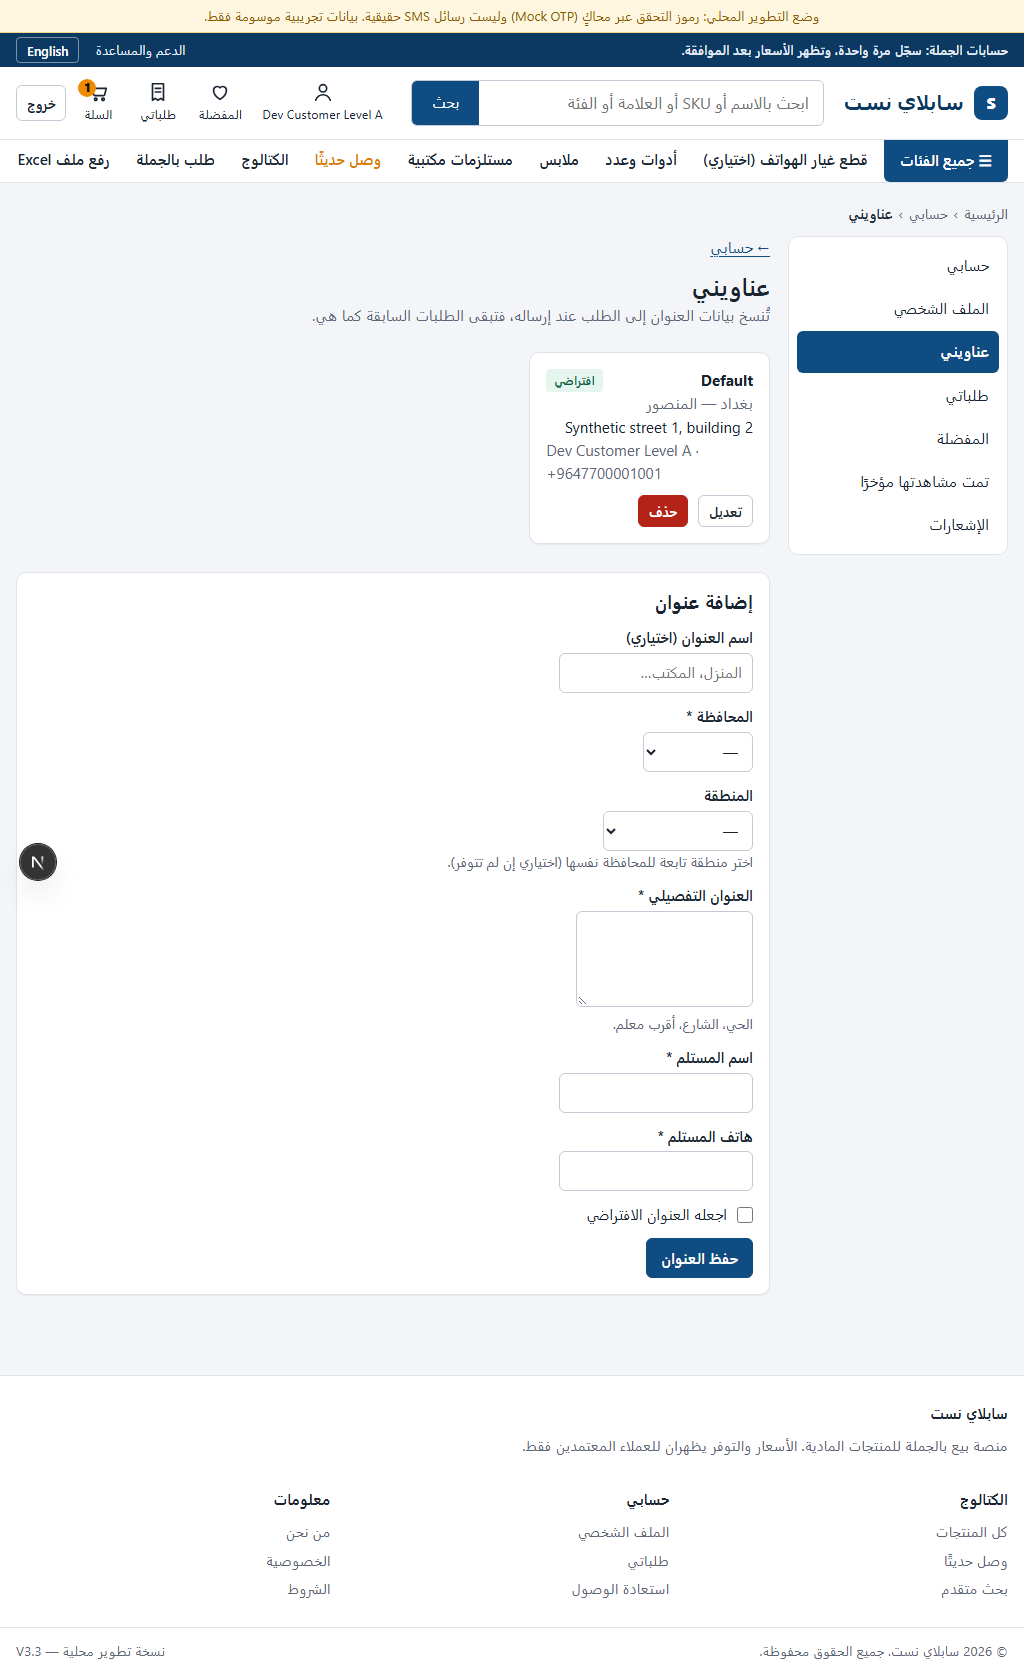 وضع التطوير المحلي: رموز التحقق عبر محاكٍ (Mock OTP) وليست رسائل SMS حقيقية. بيانات تجريبية موسومة فقط.
حسابات الجملة: سجّل مرة واحدة، وتظهر الأسعار بعد الموافقة.
الدعم والمساعدة
English
S
سابلاي نست
ابحث بالاسم أو SKU أو العلامة أو الفئة
بحث
Dev Customer Level A
المفضلة
طلباتي
1
السلة
خروج
☰ جميع الفئات
قطع غيار الهواتف (اختياري)
أدوات وعدد
ملابس
مستلزمات مكتبية
وصل حديثًا
الكتالوج
طلب بالجملة
رفع ملف Excel
الرئيسية › حسابي › عناويني
حسابي
الملف الشخصي
عناويني
طلباتي
المفضلة
تمت مشاهدتها مؤخرًا
الإشعارات
← حسابي
عناويني
تُنسخ بيانات العنوان إلى الطلب عند إرساله، فتبقى الطلبات السابقة كما هي.
Default
افتراضي
بغداد — المنصور
Synthetic street 1, building 2
Dev Customer Level A ·
+9647700001001
تعديل
حذف
إضافة عنوان
اسم العنوان (اختياري)
المنزل، المكتب...
المحافظة *
—
المنطقة
—
اختر منطقة تابعة للمحافظة نفسها (اختياري إن لم تتوفر).
العنوان التفصيلي *
الحي، الشارع، أقرب معلم.
اسم المستلم *
هاتف المستلم *
اجعله العنوان الافتراضي
حفظ العنوان
N
سابلاي نست
منصة بيع بالجملة للمنتجات المادية. الأسعار والتوفر يظهران للعملاء المعتمدين فقط.
الكتالوج
كل المنتجات
وصل حديثًا
بحث متقدم
حسابي
الملف الشخصي
طلباتي
استعادة الوصول
معلومات
من نحن
الخصوصية
الشروط
© 2026 سابلاي نست. جميع الحقوق محفوظة.
نسخة تطوير محلية — V3.3